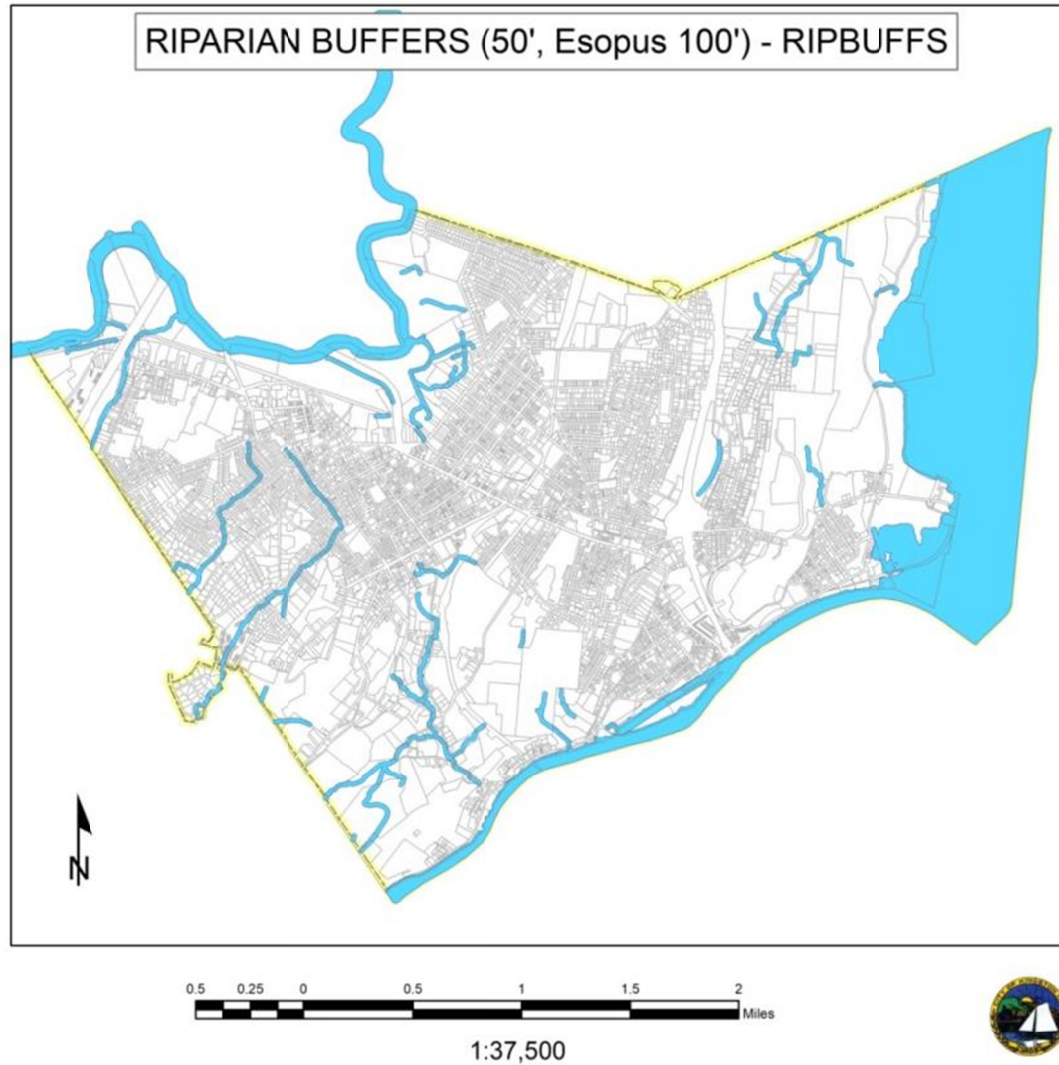 RIPARIAN BUFFERS (50', Esopus 100') - RIPBUFFS
N
0.5 0.25 0 0.5 1 1.5 2
Miles
1:37,500